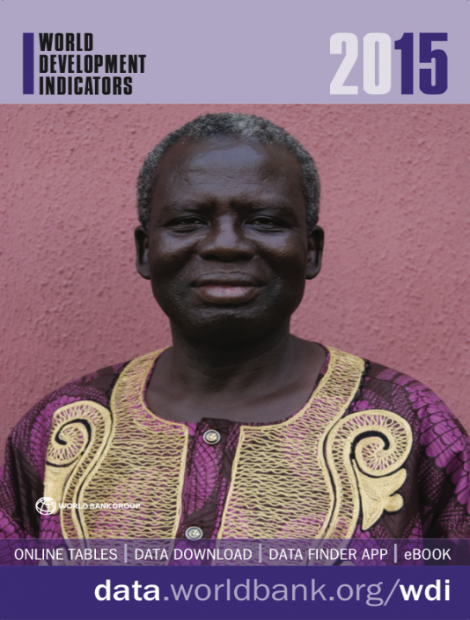 WORLD
DEVELOPMENT
INDICATORS
2015
WORLD BANK GROUP
ONLINE TABLES | DATA DOWNLOAD | DATA FINDER APP | eBOOK
data.worldbank.org/wdi